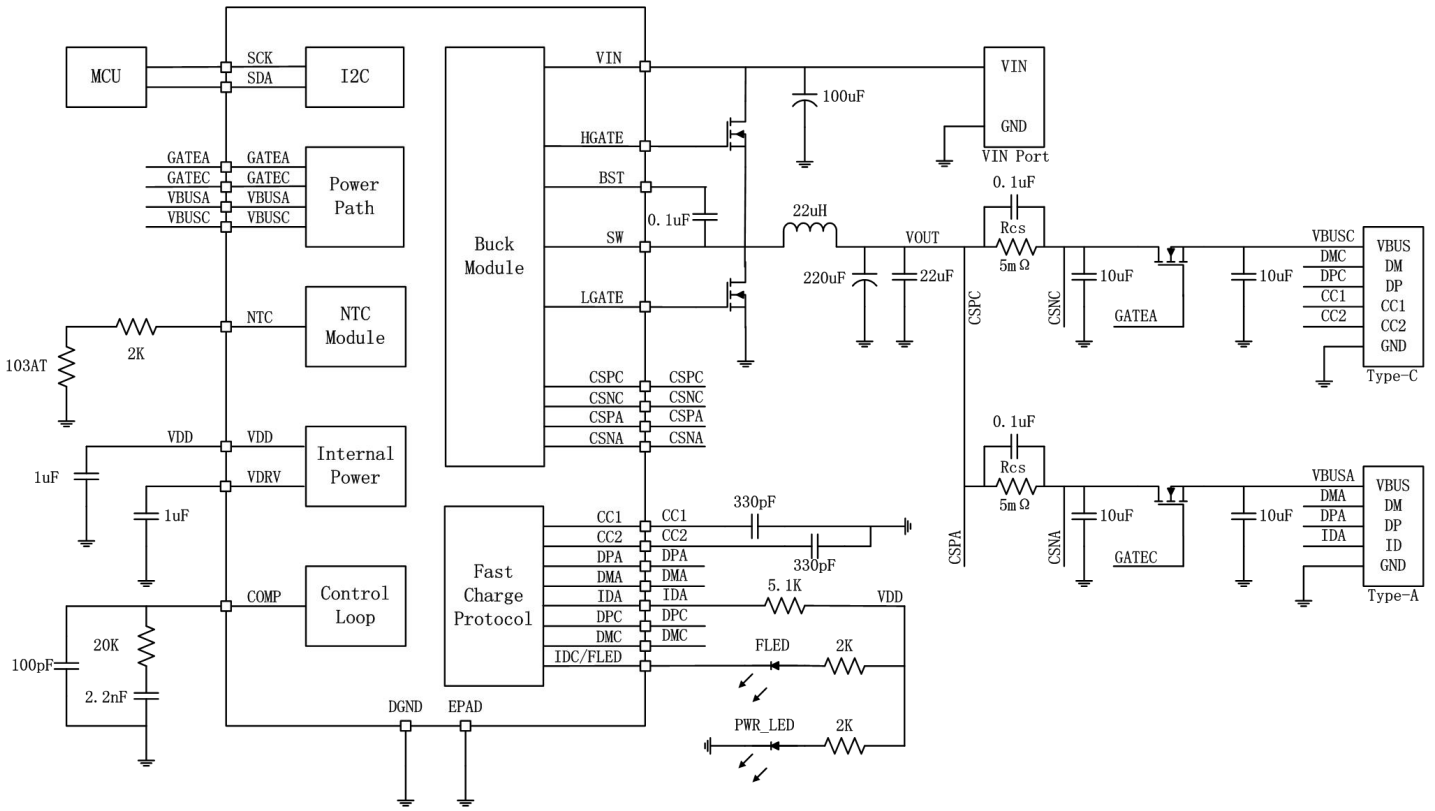 MCU
SCK
SDA
I2C
GATEA
GATEC
VBUSA
VBUSC
GATEA
GATEC
VBUSA
VBUSC
Power
Path
NTC
NTC
Module
2K
103AT
VDD
VDD
VDRV
Internal
Power
1uF
1uF
COMP
Control
Loop
20K
100pF
2.2nF
DGND
EPAD
Buck
Module
VIN
HGATE
BST
SW
LGATE
CSPC
CSNC
CSPA
CSNA
CSPC
CSNC
CSPA
CSNA
Fast
Charge
Protocol
CC1
CC2
DPA
DMA
IDA
DPC
DMC
IDC/FLED
CC1
CC2
DPA
DMA
IDA
DPC
DMC
330pF
330pF
5.1K
VDD
FLED
2K
PWR_LED
2K
100uF
VIN
GND
VIN Port
0.1uF
22uH
VOUT
220uF
22uF
0.1uF
Rcs
5mΩ
CSPC
CSNC
10uF
GATEA
10uF
VBUSC
DMC
DPC
CC1
CC2
VBUS
DM
DP
CC1
CC2
GND
Type-C
0.1uF
Rcs
5mΩ
CSPA
CSNA
10uF
GATEC
10uF
VBUSA
DMA
DPA
IDA
VBUS
DM
DP
ID
GND
Type-A